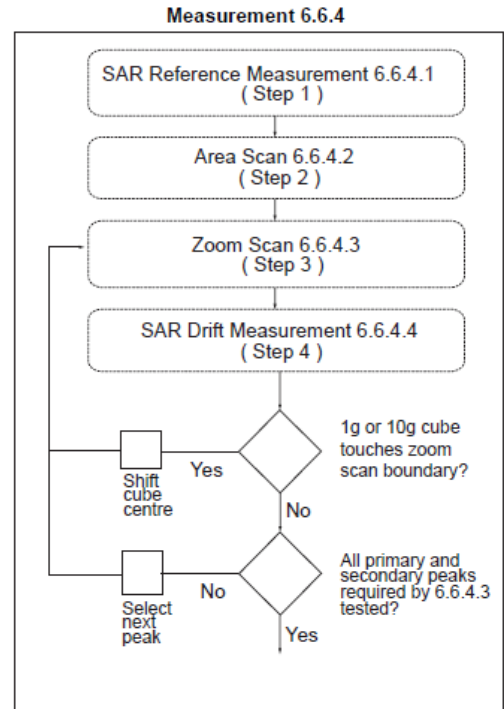 Measurement 6.6.4
SAR Reference Measurement 6.6.4.1
( Step 1 )
Area Scan 6.6.4.2
( Step 2 )
Zoom Scan 6.6.4.3
( Step 3 )
SAR Drift Measurement 6.6.4.4
( Step 4 )
1g or 10g cube
touches zoom
scan boundary?
Yes
Shift
cube
centre
No
All primary and
secondary peaks
required by 6.6.4.3
tested?
No
Select
next
peak
Yes